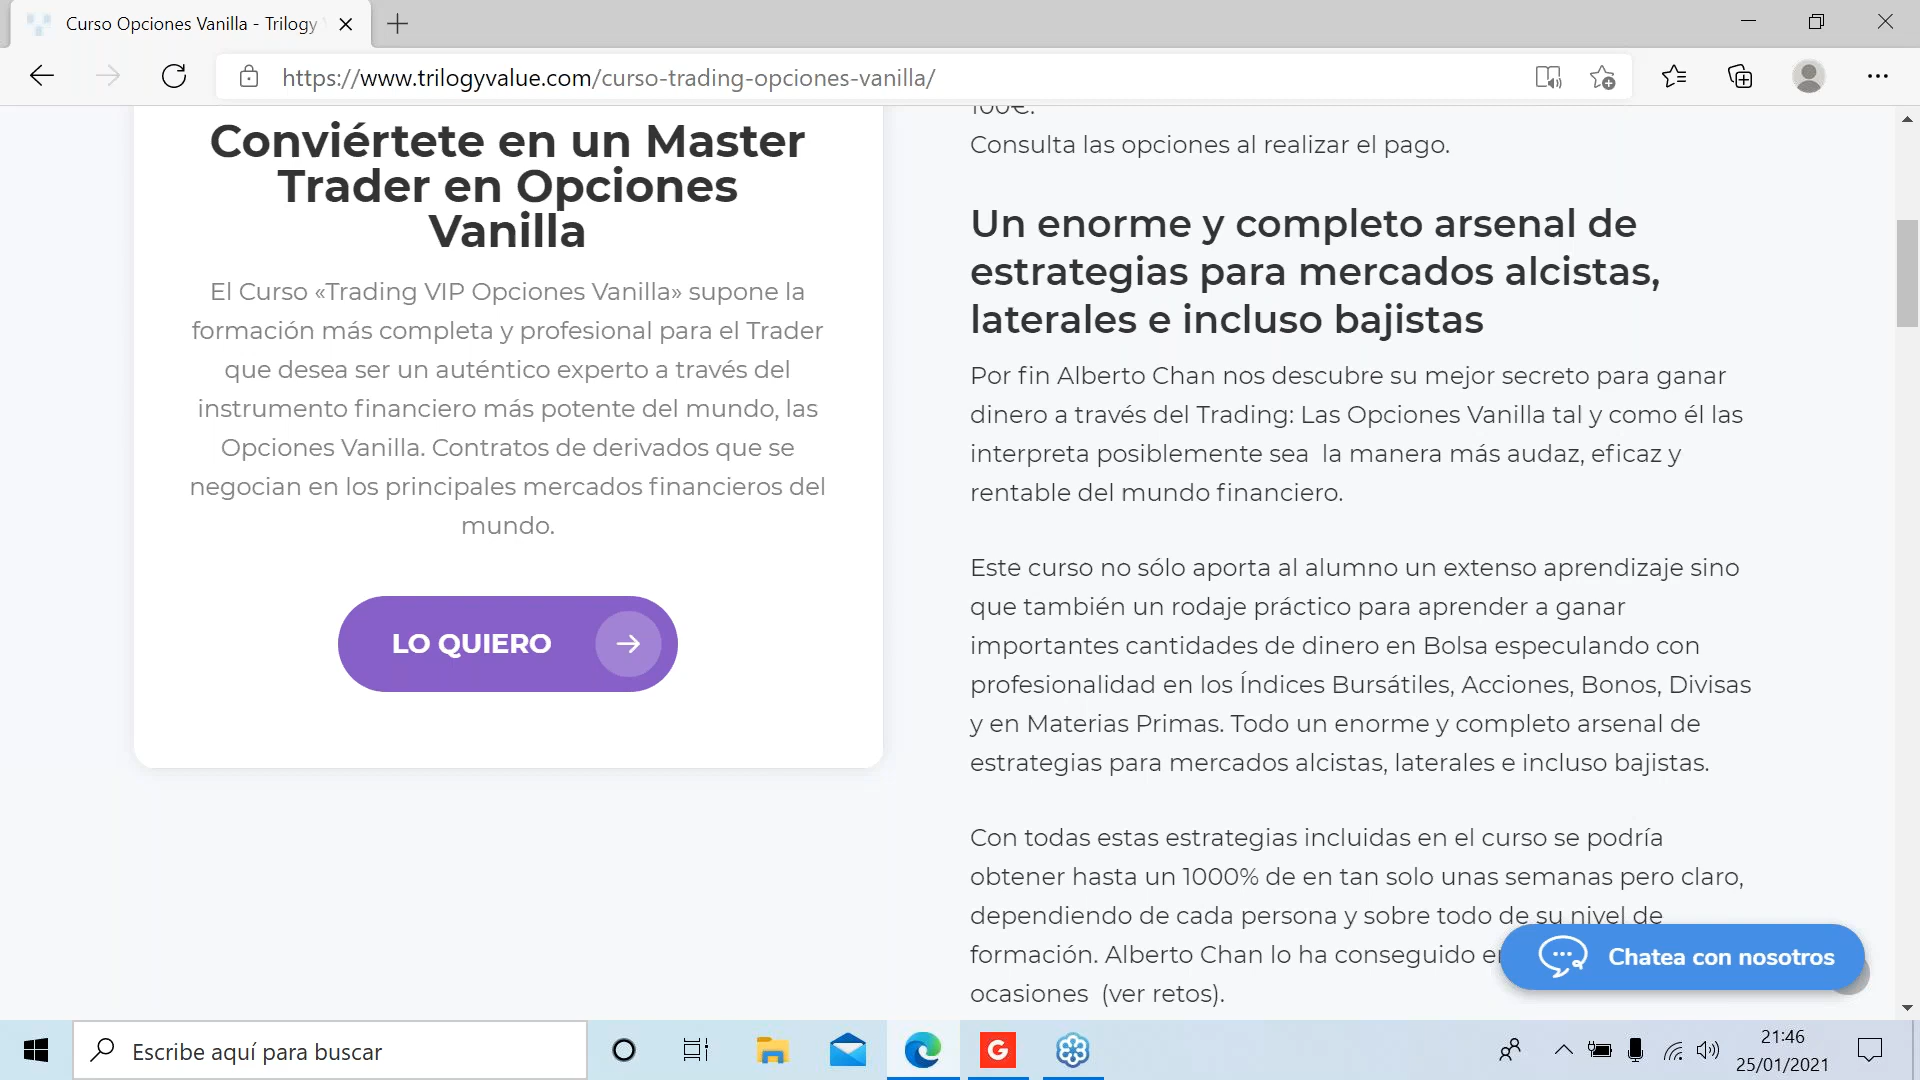 Curso Opciones Vanilla - Trilogy
https://www.trilogyvalue.com/curso-trading-opciones-vanilla/
Conviértete en un Master
Trader en Opciones
Vanilla
El Curso «Trading VIP Opciones Vanilla» supone la
formación más completa y profesional para el Trader
que desea ser un auténtico experto a través del
instrumento financiero más potente del mundo, las
Opciones Vanilla. Contratos de derivados que se
negocian en los principales mercados financieros del
mundo.
LO QUIERO
100€.
Consulta las opciones al realizar el pago.
Un enorme y completo arsenal de
estrategias para mercados alcistas,
laterales e incluso bajistas
Por fin Alberto Chan nos descubre su mejor secreto para ganar
dinero a través del Trading: Las Opciones Vanilla tal y como él las
interpreta posiblemente sea  la manera más audaz, eficaz y
rentable del mundo financiero.
Este curso no sólo aporta al alumno un extenso aprendizaje sino
que también un rodaje práctico para aprender a ganar
importantes cantidades de dinero en Bolsa especulando con
profesionalidad en los Índices Bursátiles, Acciones, Bonos, Divisas
y en Materias Primas. Todo un enorme y completo arsenal de
estrategias para mercados alcistas, laterales e incluso bajistas.
Con todas estas estrategias incluidas en el curso se podría
obtener hasta un 1000% de en tan solo unas semanas pero claro,
dependiendo de cada persona y sobre todo de su nivel de
formación. Alberto Chan lo ha conseguido
ocasiones  (ver retos).
Chatea con nosotros
Escribe aquí para buscar
G
21:46
25/01/2021